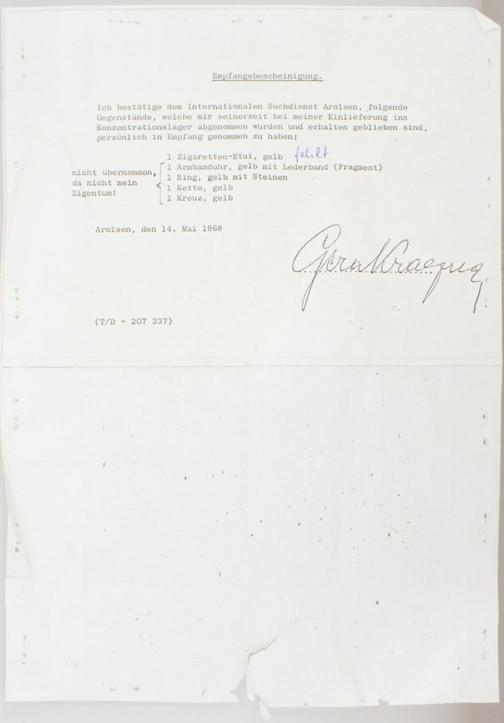 Empfangsbescheinigung.
Ich bestätige dem Internationalen Suchdienst Arolsen, folgende
Gegenstände, welche mir seinerzeit bei meiner Einlieferung ins
Konzentrationslager abgenommen wurden und erhalten geblieben sind,
persönlich in Empfang genommen zu haben:
1 Zigaretten-Etui, gelb fehlt
1 Armbanduhr, gelb mit Lederband (Fragment)
1 Ring, gelb mit Steinen
1 Kette, gelb
1 Kreuz, gelb
nicht übernommen,
da nicht mein
Eigentum!
Arolsen, den 14. Mai 1968
(T/D - 207 337)